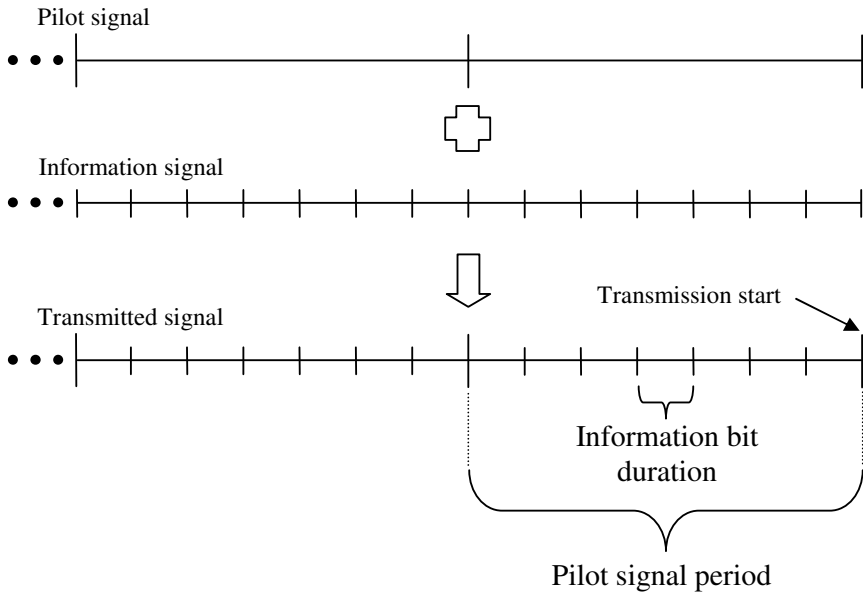 Pilot signal
Information signal
Transmission start
Transmitted signal
Information bit
duration
Pilot signal period